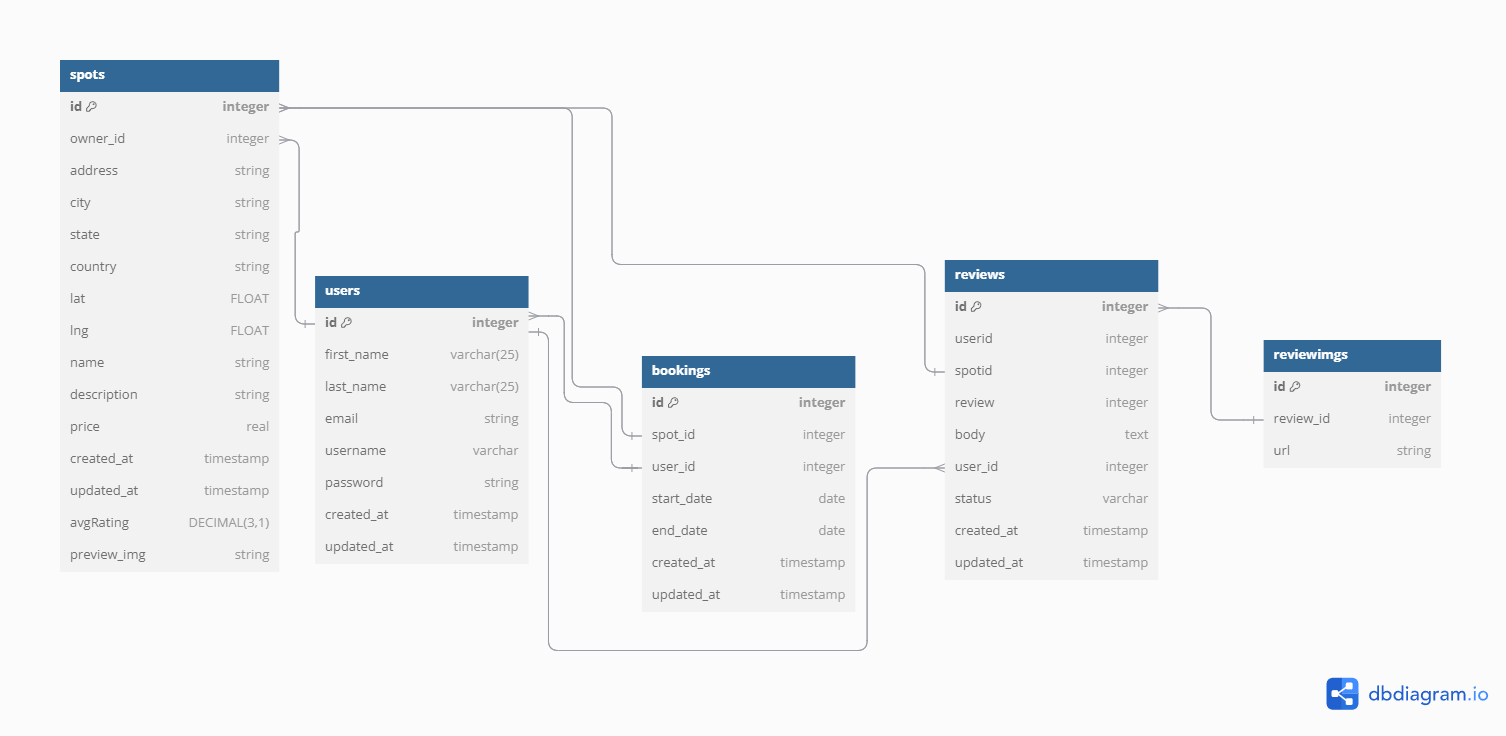 spots
id integer
owner_id integer
address string
city string
state string
country string
lat FLOAT
lng FLOAT
name string
description string
price real
created_at timestamp
updated_at timestamp
avgRating DECIMAL(3,1)
preview_img string
users
id integer
first_name varchar(25)
last_name varchar(25)
email string
username varchar
password string
created_at timestamp
updated_at timestamp
bookings
id integer
spot_id integer
user_id integer
start_date date
end_date date
created_at timestamp
updated_at timestamp
reviews
id integer
userid integer
spotid integer
review integer
body text
user_id integer
status varchar
created_at timestamp
updated_at timestamp
reviewimgs
id integer
review_id integer
url string
dbdiagram.io